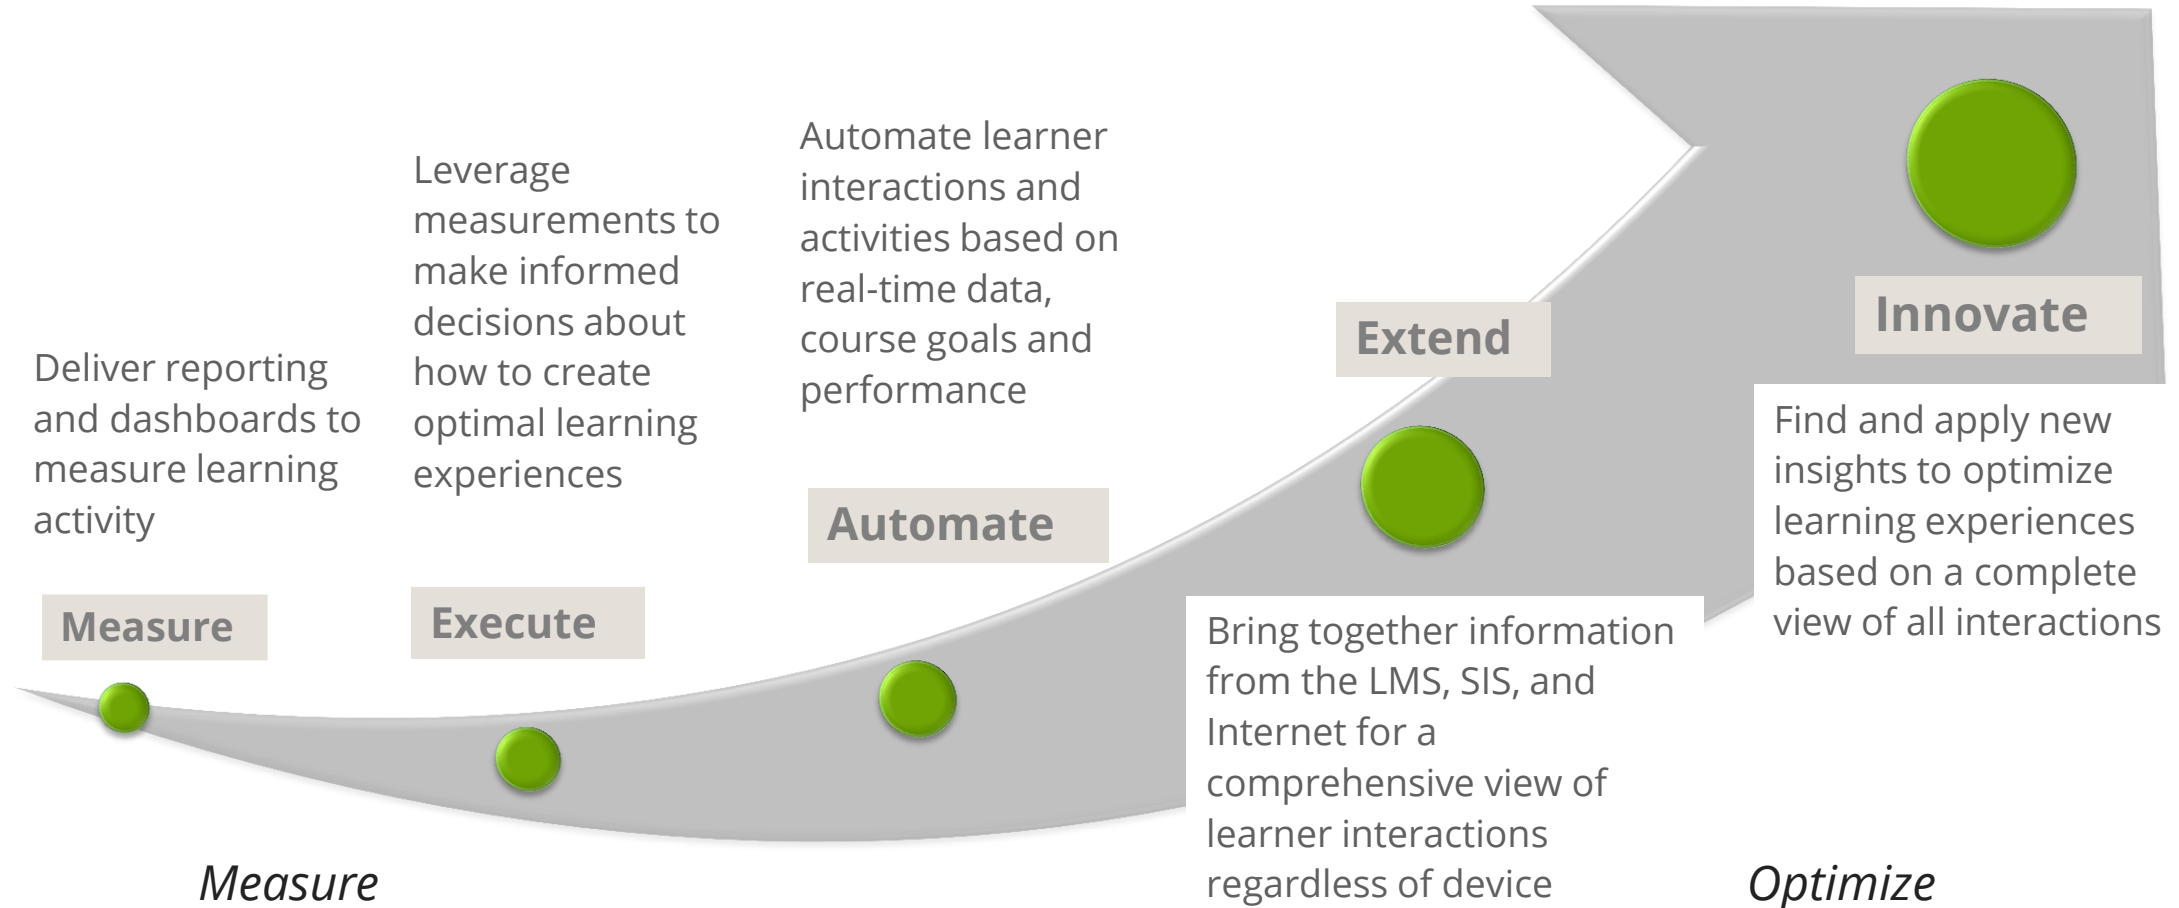 Deliver reporting
and dashboards to
measure learning
activity
Measure
Leverage
measurements to
make informed
decisions about
how to create
optimal learning
experiences
Execute
Automate learner
interactions and
activities based on
real-time data,
course goals and
performance
Automate
Extend
Bring together information
from the LMS, SIS, and
Internet for a
comprehensive view of
learner interactions
regardless of device
Innovate
Find and apply new
insights to optimize
learning experiences
based on a complete
view of all interactions
Measure
Optimize